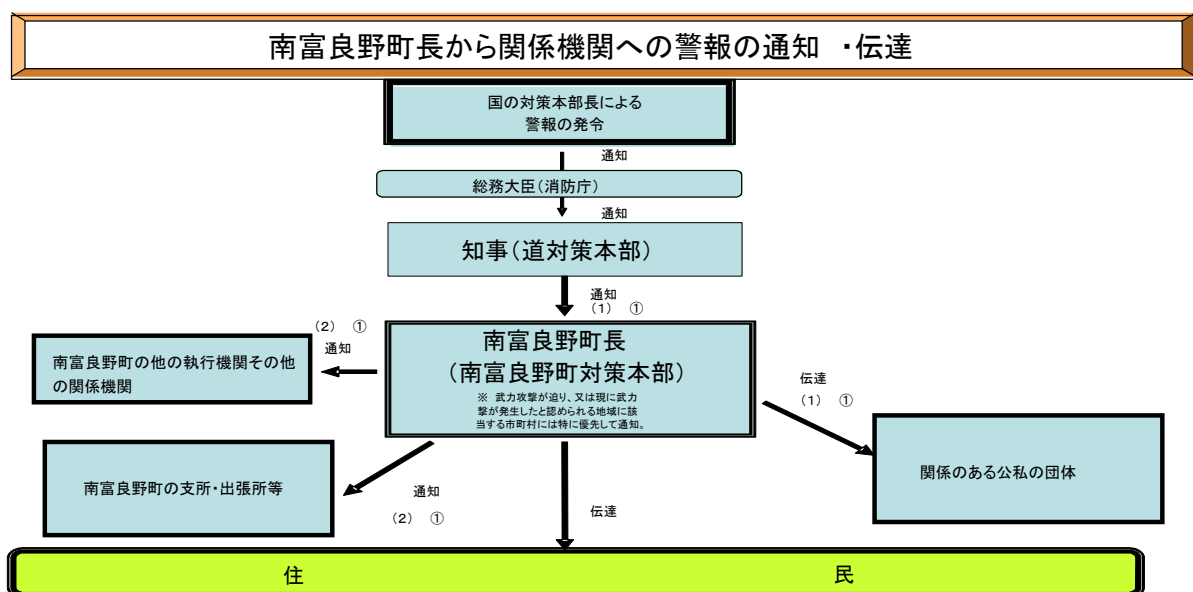 南富良野町長から関係機関への警報の通知 ・伝達
国の対策本部長による
警報の発令
通知
総務大臣(消防庁)
通知
知事(道対策本部)
通知
(1) ①
(2) ①
通知
南富良野町の他の執行機関その他
の関係機関
南富良野町長
(南富良野町対策本部)
※ 武力攻撃が迫り、又は現に武力
撃が発生したと認められる地域に該
当する市町村には特に優先して通知。
伝達
(1) ①
関係のある公私の団体
南富良野町の支所・出張所等
通知
(2) ①
伝達
住 民